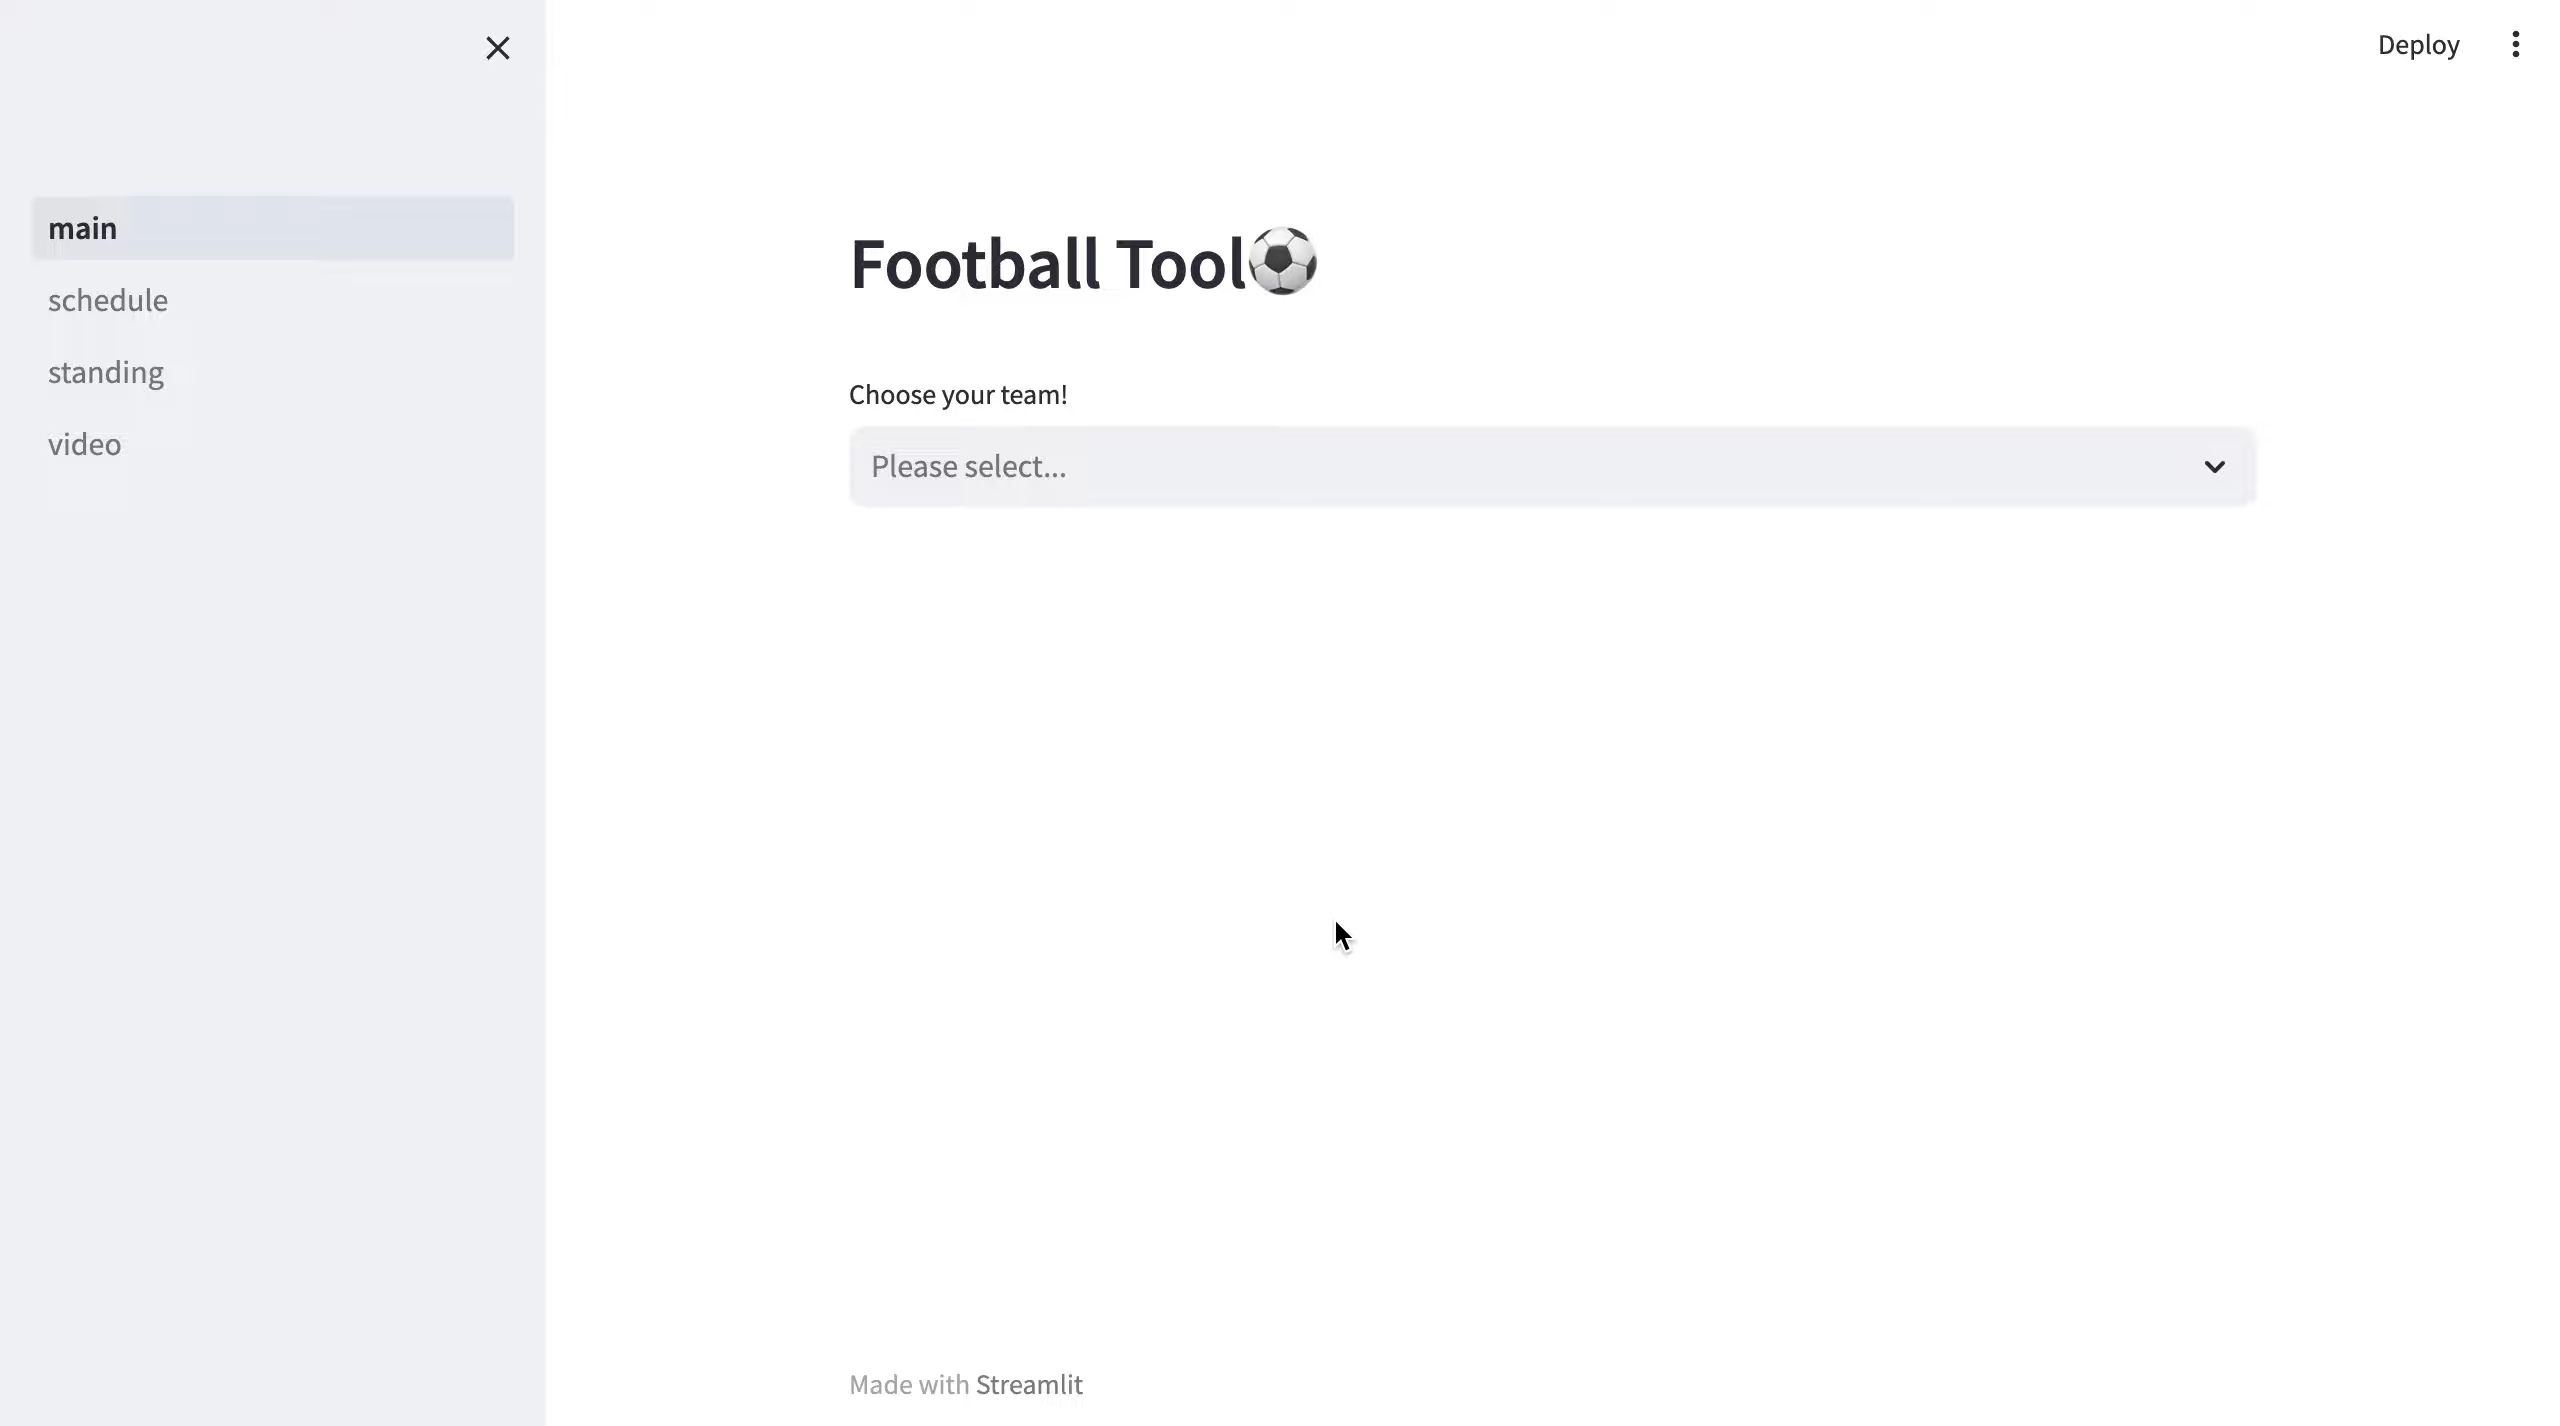 Deploy
main
schedule
standing
video
Football Tool⚽
Choose your team!
Please select...
Made with Streamlit